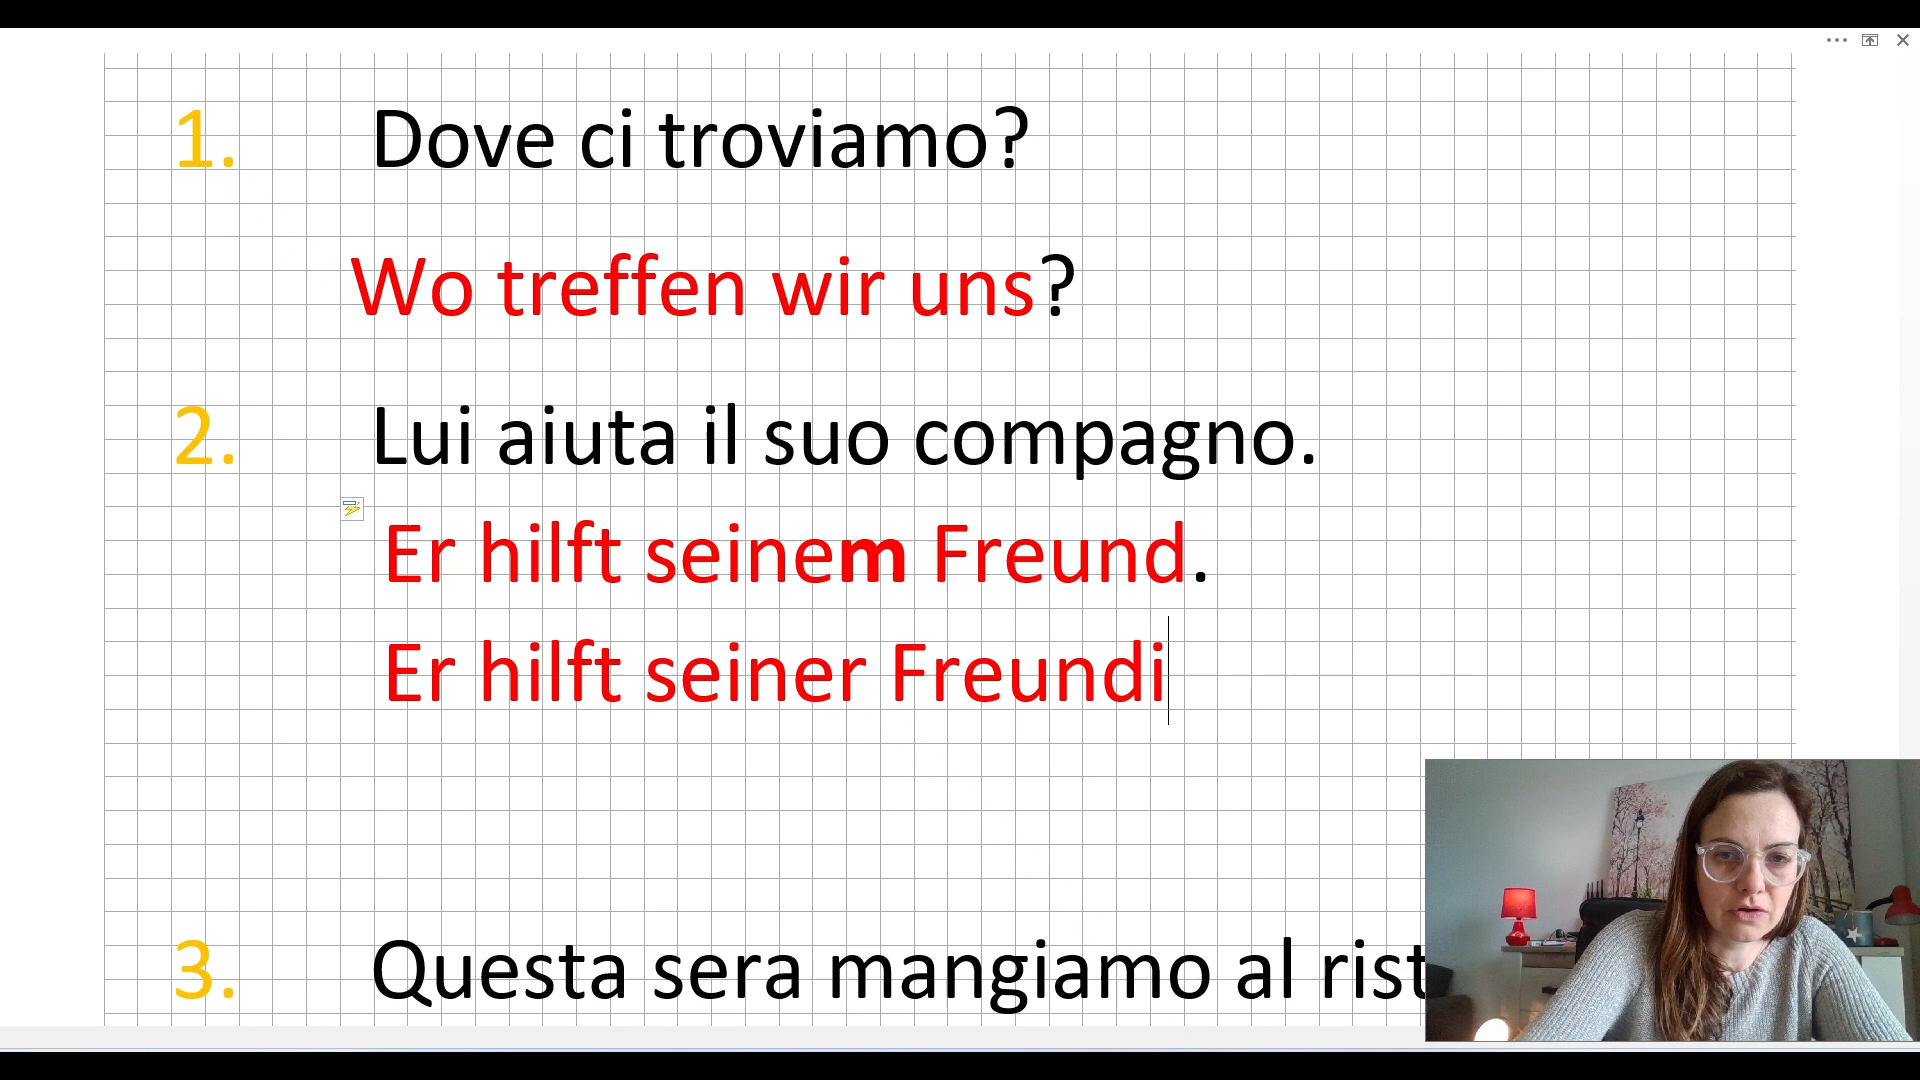 1. Dove ci troviamo?
Wo treffen wir uns?
2. Lui aiuta il suo compagno.
Er hilft seinem Freund.
Er hilft seiner Freundi
3. Questa sera mangiamo al rist